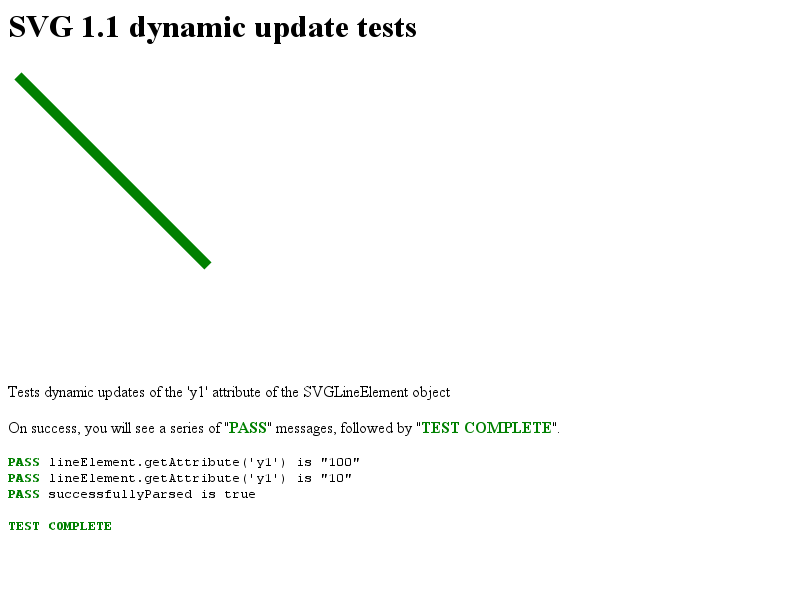 SVG 1.1 dynamic update tests
Tests dynamic updates of the 'y1' attribute of the SVGLineElement object
On success, you will see a series of "PASS" messages, followed by "TEST COMPLETE".
PASS lineElement.getAttribute('y1') is "100"
PASS lineElement.getAttribute('y1') is "10"
PASS successfullyParsed is true
TEST COMPLETE